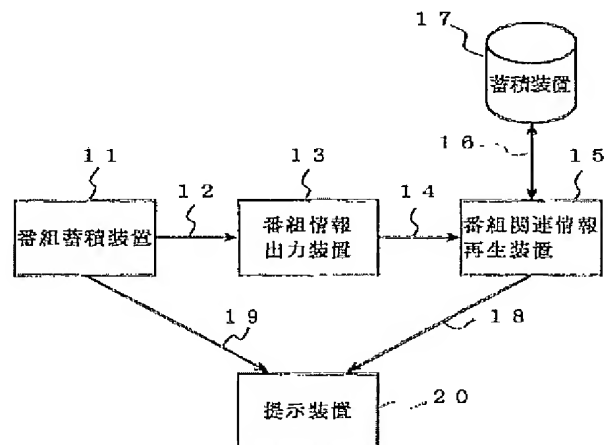 17
蓄積装置
16
11
12
13
14
15
番組蓄積装置
番組情報
出力装置
番組関連情報
再生装置
19
18
提示装置
20